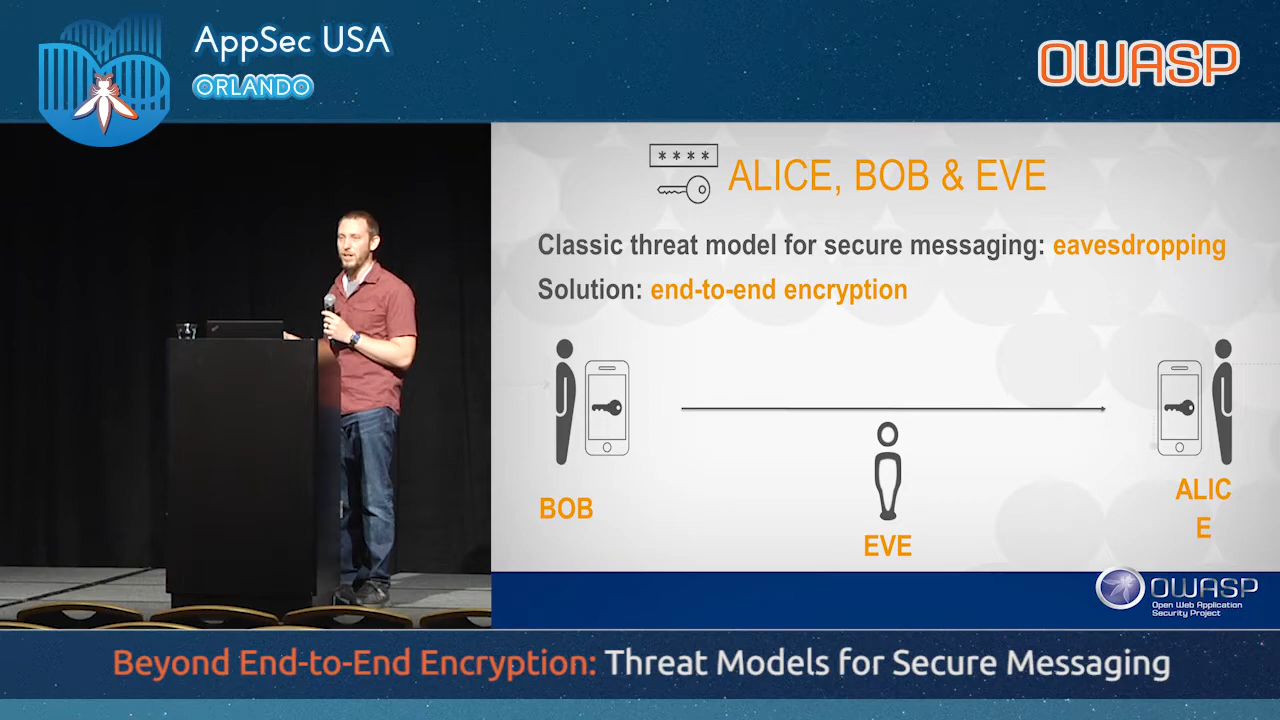 AppSec USA
ORLANDO
OWASP
* * * *
ALICE, BOB & EVE
Classic threat model for secure messaging: eavesdropping
Solution: end-to-end encryption
BOB
EVE
ALIC
E
OWASP
Open Web Application
Security Project
Beyond End-to-End Encryption: Threat Models for Secure Messaging